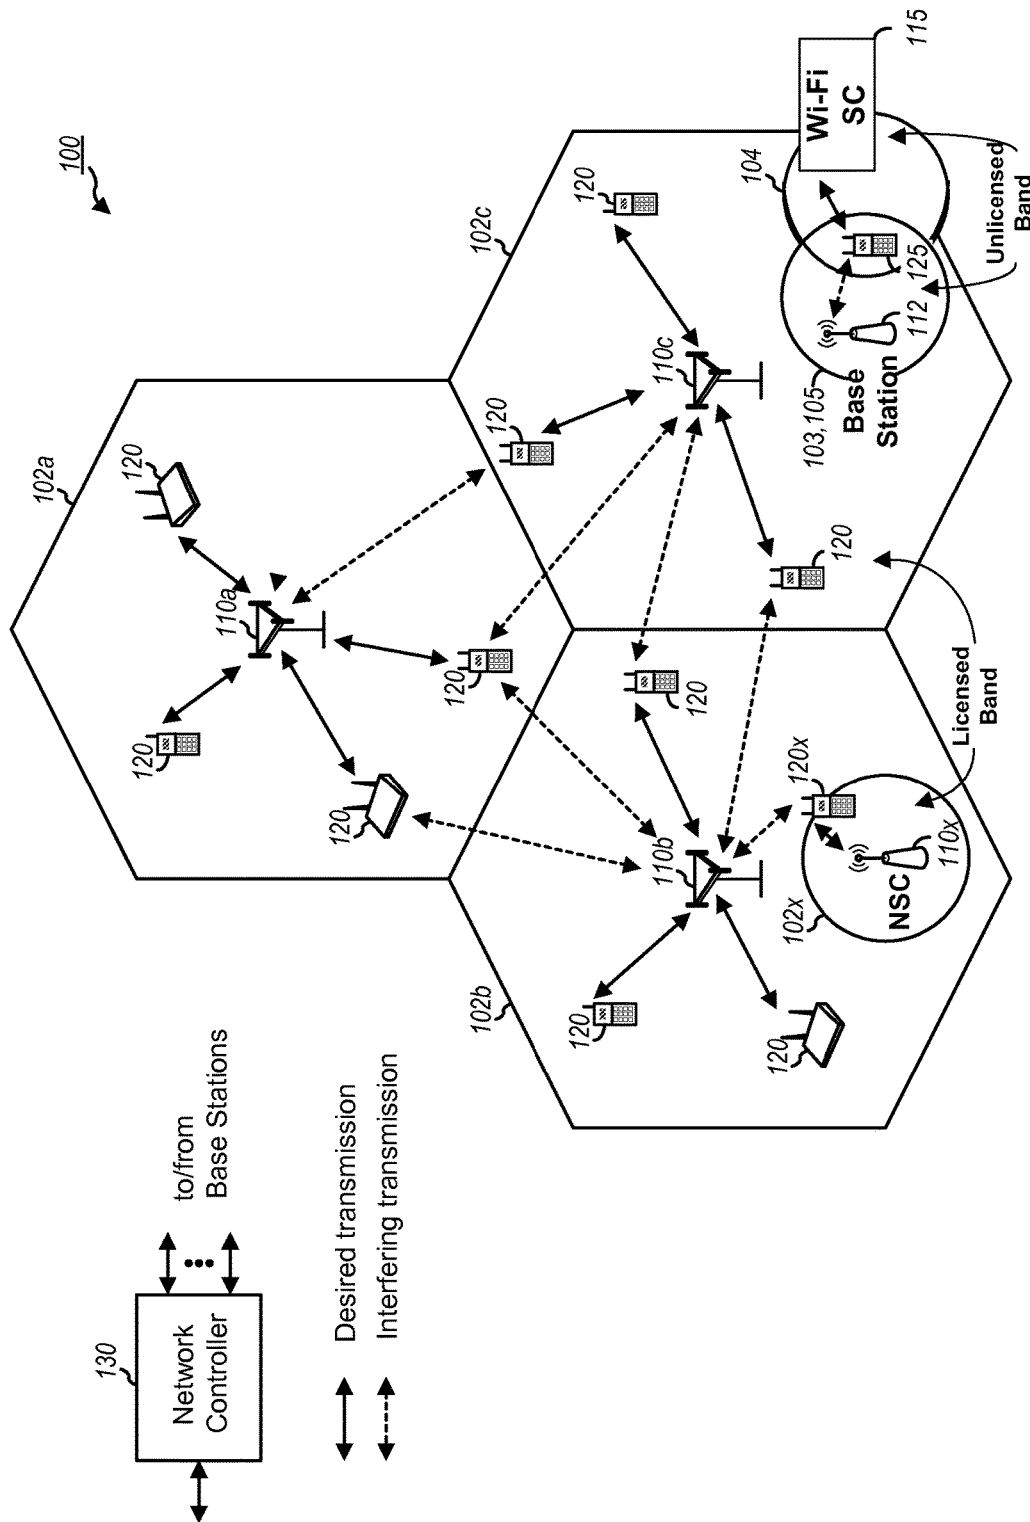 100
130
Network
Controller
to/from
Base Stations
Desired transmission
Interfering transmission
102a
120
110a
120
120
120
120
102b
120
110b
120
120
120x
102x
NSC
110x
Licensed
Band
102c
120
120
110c
120
103,105
Base
Station
112
104
125
Wi-Fi
SC
115
Unlicensed
Band